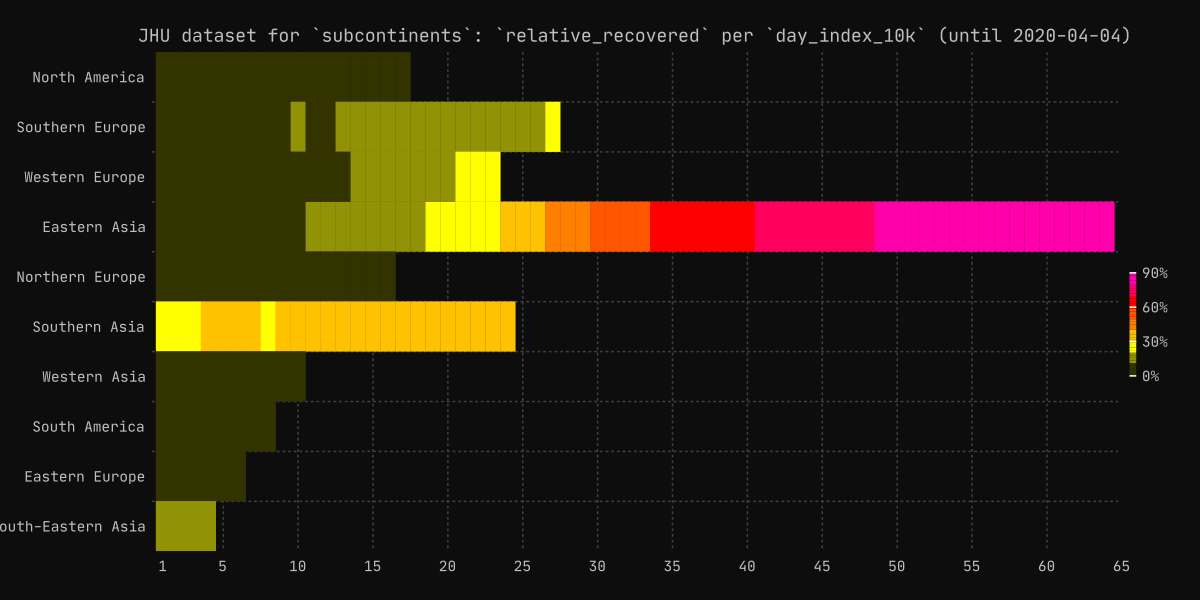 JHU dataset for `subcontinents`: `relative_recovered` per `day_index_10k` (until 2020-04-04)
North America
Southern Europe
Western Europe
Eastern Asia
Northern Europe
Southern Asia
Western Asia
South America
Eastern Europe
outh-Eastern Asia
90%
60%
30%
0%
1 5 10 15 20 25 30 35 40 45 50 55 60 65